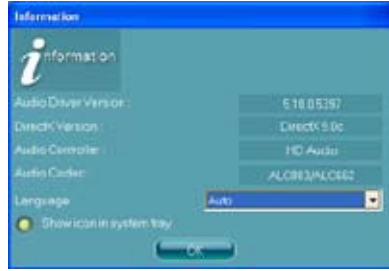 Information
information
Audio Driver Version :
5.10.0.5397
DirectX Version :
DirectX 9.0c
Audio Controller :
HD Audio
Audio Codec :
ALC883/ALC662
Language
Auto
Show icon in system tray
OK